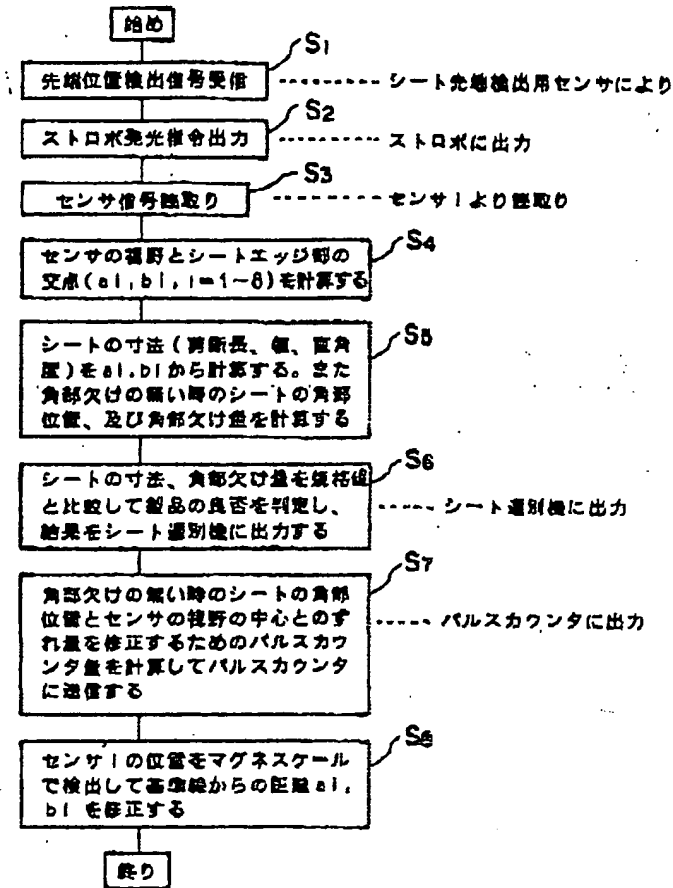 始め
S1
先端位置検出信号受信
シート先端検出用センサにより
S2
ストロボ発光指令出力
ストロボに出力
S3
センサ信号読取り
センサ1より読取り
S4
センサの視野とシートエッジ部の
交点(ai,bi,i=1~8)を計算する
S5
シートの寸法(剪断長、幅、直角
度)をai.biから計算する。また
角部欠けの無い時のシートの角部
位置、及び角部欠け量を計算する
S6
シートの寸法、角部欠け量を規格値
と比較して製品の良否を判定し、
結果をシート選別機に出力する
シート選別機に出力
S7
角部欠けの無い時のシートの角部
位置とセンサの視野の中心とのず
れ量を修正するためのパルスカウ
ンタ量を計算してパルスカウンタ
に送信する
パルスカウンタに出力
S8
センサ1の位置をマグネスケール
で検出して基準線からの距離ai,
biを修正する
終り